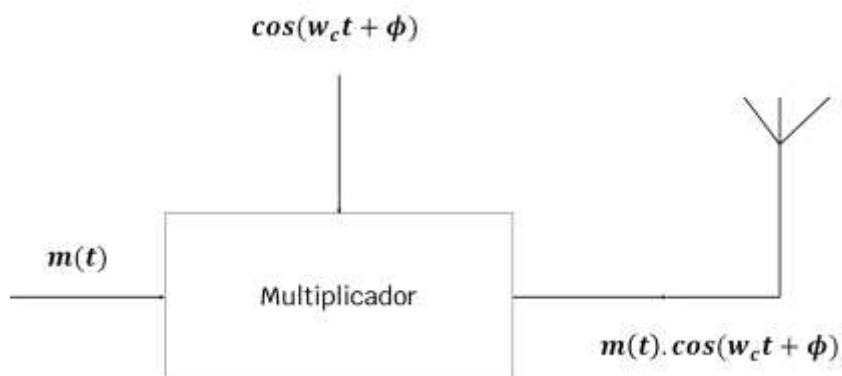 cos(w_c t + ϕ)
m(t)
Multiplicador
m(t).cos(w_c t + ϕ)